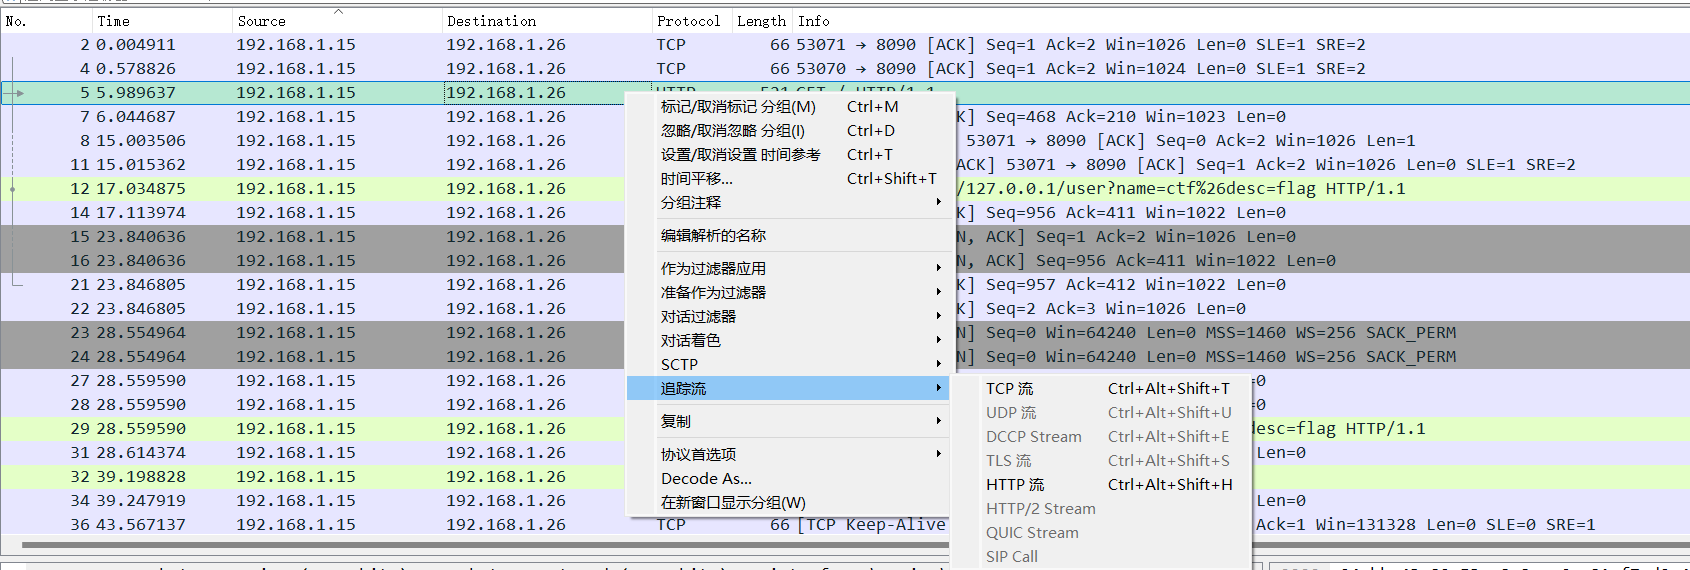 No. Time Source Destination Protocol Length Info
2 0.004911 192.168.1.15 192.168.1.26 TCP 66 53071 → 8090 [ACK] Seq=1 Ack=2 Win=1026 Len=0 SLE=1 SRE=2
4 0.578826 192.168.1.15 192.168.1.26 TCP 66 53070 → 8090 [ACK] Seq=1 Ack=2 Win=1024 Len=0 SLE=1 SRE=2
5 5.989637 192.168.1.15 192.168.1.26 HTTP 521 GET / HTTP/1.1
7 6.044687 192.168.1.15 192.168.1.26 K] Seq=468 Ack=210 Win=1023 Len=0
8 15.003506 192.168.1.15 192.168.1.26 53071 → 8090 [ACK] Seq=0 Ack=2 Win=1026 Len=1
11 15.015362 192.168.1.15 192.168.1.26 ACK] 53071 → 8090 [ACK] Seq=1 Ack=2 Win=1026 Len=0 SLE=1 SRE=2
12 17.034875 192.168.1.15 192.168.1.26 /127.0.0.1/user?name=ctf%26desc=flag HTTP/1.1
14 17.113974 192.168.1.15 192.168.1.26 K] Seq=956 Ack=411 Win=1022 Len=0
15 23.840636 192.168.1.15 192.168.1.26 N, ACK] Seq=1 Ack=2 Win=1026 Len=0
16 23.840636 192.168.1.15 192.168.1.26 N, ACK] Seq=956 Ack=411 Win=1022 Len=0
21 23.846805 192.168.1.15 192.168.1.26 K] Seq=957 Ack=412 Win=1022 Len=0
22 23.846805 192.168.1.15 192.168.1.26 K] Seq=2 Ack=3 Win=1026 Len=0
23 28.554964 192.168.1.15 192.168.1.26 N] Seq=0 Win=64240 Len=0 MSS=1460 WS=256 SACK_PERM
24 28.554964 192.168.1.15 192.168.1.26 N] Seq=0 Win=64240 Len=0 MSS=1460 WS=256 SACK_PERM
27 28.559590 192.168.1.15 192.168.1.26 =0
28 28.559590 192.168.1.15 192.168.1.26 =0
29 28.559590 192.168.1.15 192.168.1.26 desc=flag HTTP/1.1
31 28.614374 192.168.1.15 192.168.1.26 Len=0
32 39.198828 192.168.1.15 192.168.1.26
34 39.247919 192.168.1.15 192.168.1.26 Len=0
36 43.567137 192.168.1.15 192.168.1.26 TCP 66 [TCP Keep-Alive Ack=1 Win=131328 Len=0 SLE=0 SRE=1
标记/取消标记 分组(M) Ctrl+M
忽略/取消忽略 分组(I) Ctrl+D
设置/取消设置 时间参考 Ctrl+T
时间平移... Ctrl+Shift+T
分组注释
编辑解析的名称
作为过滤器应用
准备作为过滤器
对话过滤器
对话着色
SCTP
追踪流
复制
协议首选项
Decode As...
在新窗口显示分组(W)
TCP 流 Ctrl+Alt+Shift+T
UDP 流 Ctrl+Alt+Shift+U
DCCP Stream Ctrl+Alt+Shift+E
TLS 流 Ctrl+Alt+Shift+S
HTTP 流 Ctrl+Alt+Shift+H
HTTP/2 Stream
QUIC Stream
SIP Call